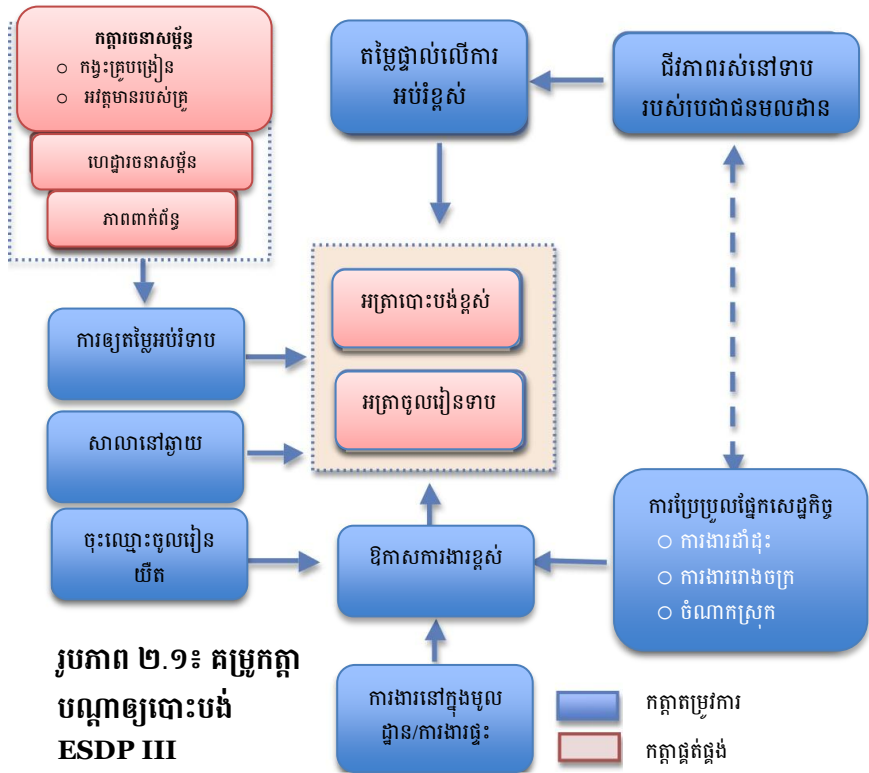 កត្តារចនាសម្ព័ន្ធ
○ កង្វះគ្រូបង្រៀន
○ អវត្តមានរបស់គ្រូ
ហេដ្ឋារចនាសម្ព័ន
ភាពពាក់ព័ន្ធ
តម្លៃផ្ទាល់លើការ
អប់រំខ្ពស់
ជីវភាពរស់នៅទាប
របស់របជាជនមលដាន
អត្រាបោះបង់ខ្ពស់
អត្រាចូលរៀនទាប
ការឲ្យតម្លៃអប់រំទាប
សាលានៅឆ្ងាយ
ចុះឈ្មោះចូលរៀន
យឺត
ឱកាសការងារខ្ពស់
ការប្រែប្រួលផ្នែកសេដ្ឋកិច្ច
○ ការងារដាំដុះ
○ ការងាររោងចក្រ
○ ចំណាកស្រុក
ការងារនៅក្នុងមូល
ដ្ឋាន/ការងារផ្ទះ
រូបភាព ២.១៖ គម្រូកត្តា
បណ្តាឲ្យបោះបង់
ESDP III
កត្តាតម្រូវការ
កត្តាផ្គត់ផ្គង់